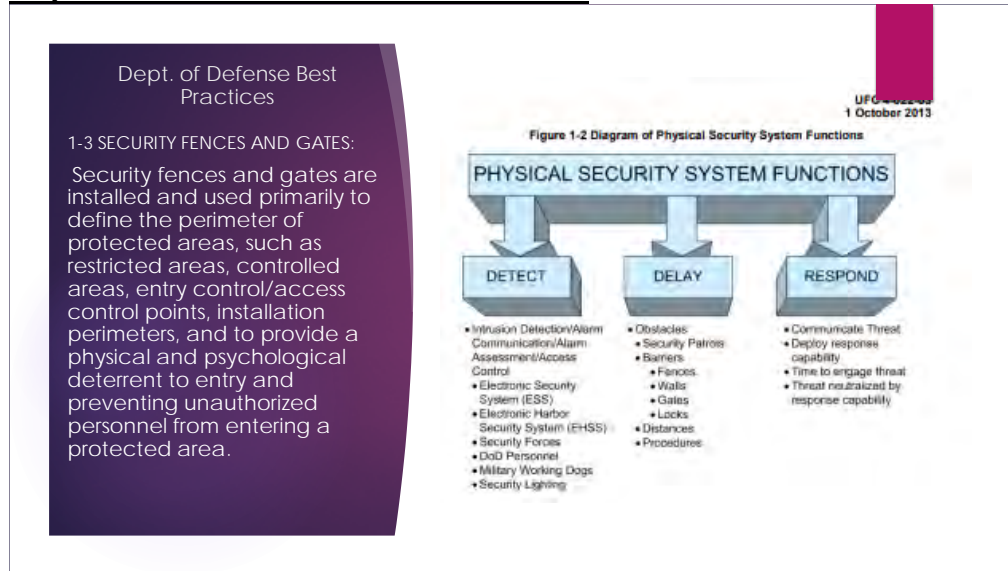 Dept. of Defense Best
Practices
1-3 SECURITY FENCES AND GATES:
Security fences and gates are
installed and used primarily to
define the perimeter of
protected areas, such as
restricted areas, controlled
areas, entry control/access
control points, installation
perimeters, and to provide a
physical and psychological
deterrent to entry and
preventing unauthorized
personnel from entering a
protected area.
1 October 2013
Figure 1-2 Diagram of Physical Security System Functions
PHYSICAL SECURITY SYSTEM FUNCTIONS
DETECT
• Intrusion Detection/Alarm
Communication/Alarm
Assessment/Access
Control
• Electronic Security
System (ESS)
• Electronic Harbor
Security System (EHSS)
• Security Forces
• DoD Personnel
• Military Working Dogs
• Security Lighting
DELAY
• Obstacles
• Security Patrols
• Barriers
• Fences
• Walls
• Gates
• Locks
• Distances
• Procedures
RESPOND
• Communicate Threat
• Deploy response
capability
• Time to engage threat
• Threat neutralized by
response capability